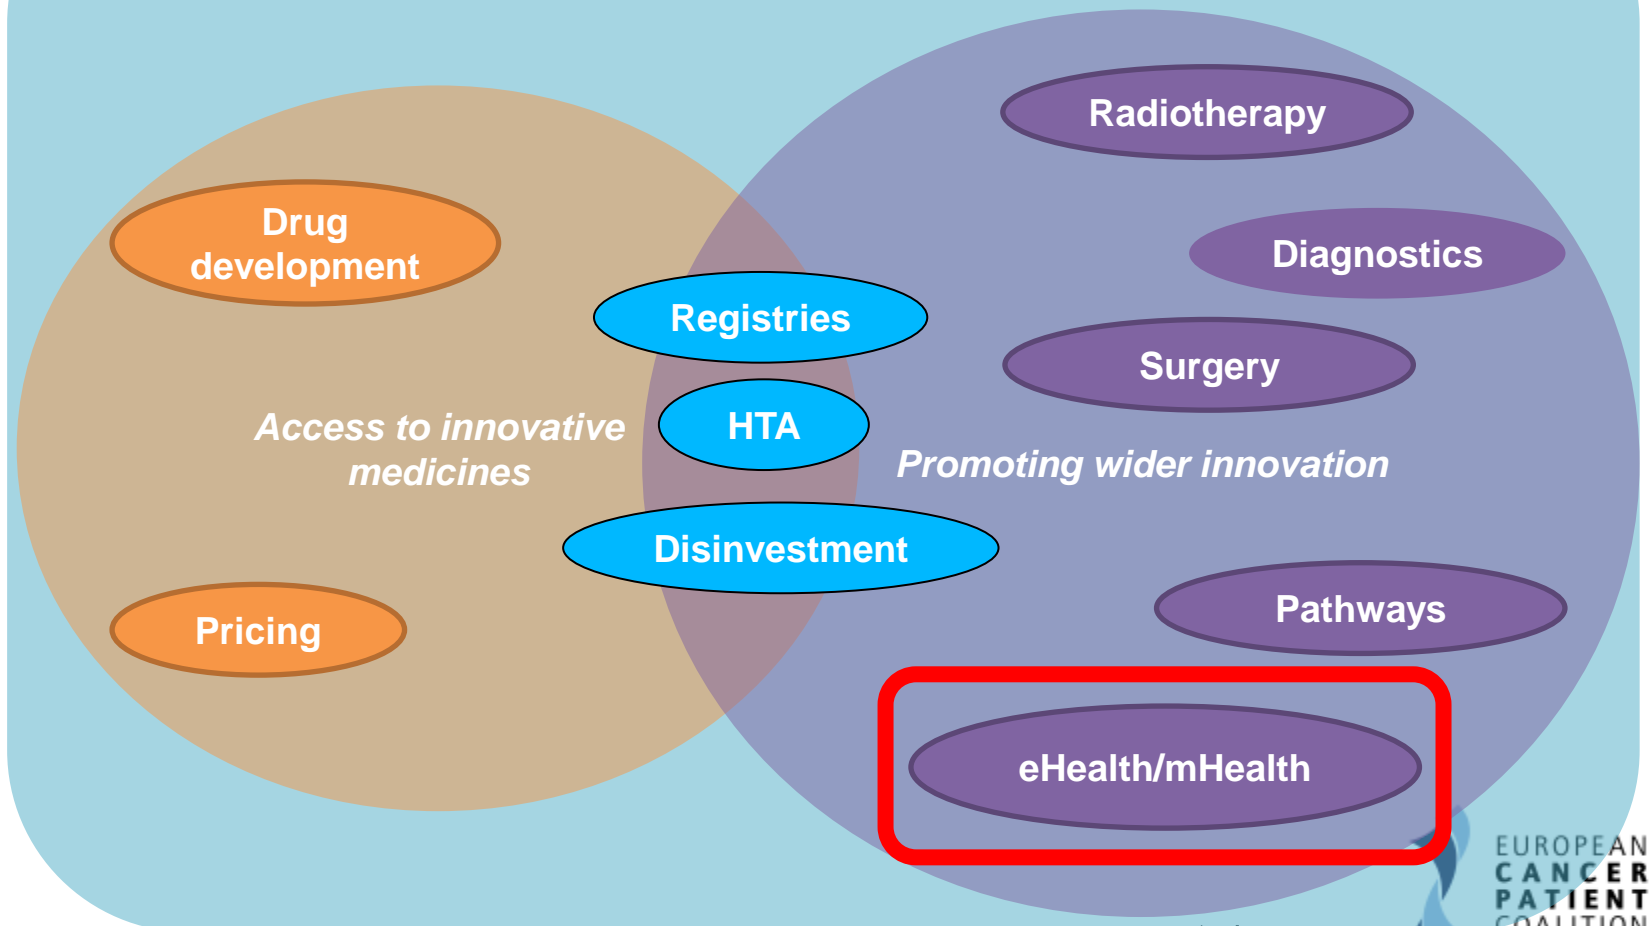 Radiotherapy
Drug
development
Diagnostics
Registries
Surgery
Access to innovative
medicines
HTA
Promoting wider innovation
Disinvestment
Pathways
Pricing
eHealth/mHealth
EUROPEAN
CANCER
PATIENT
COALITION